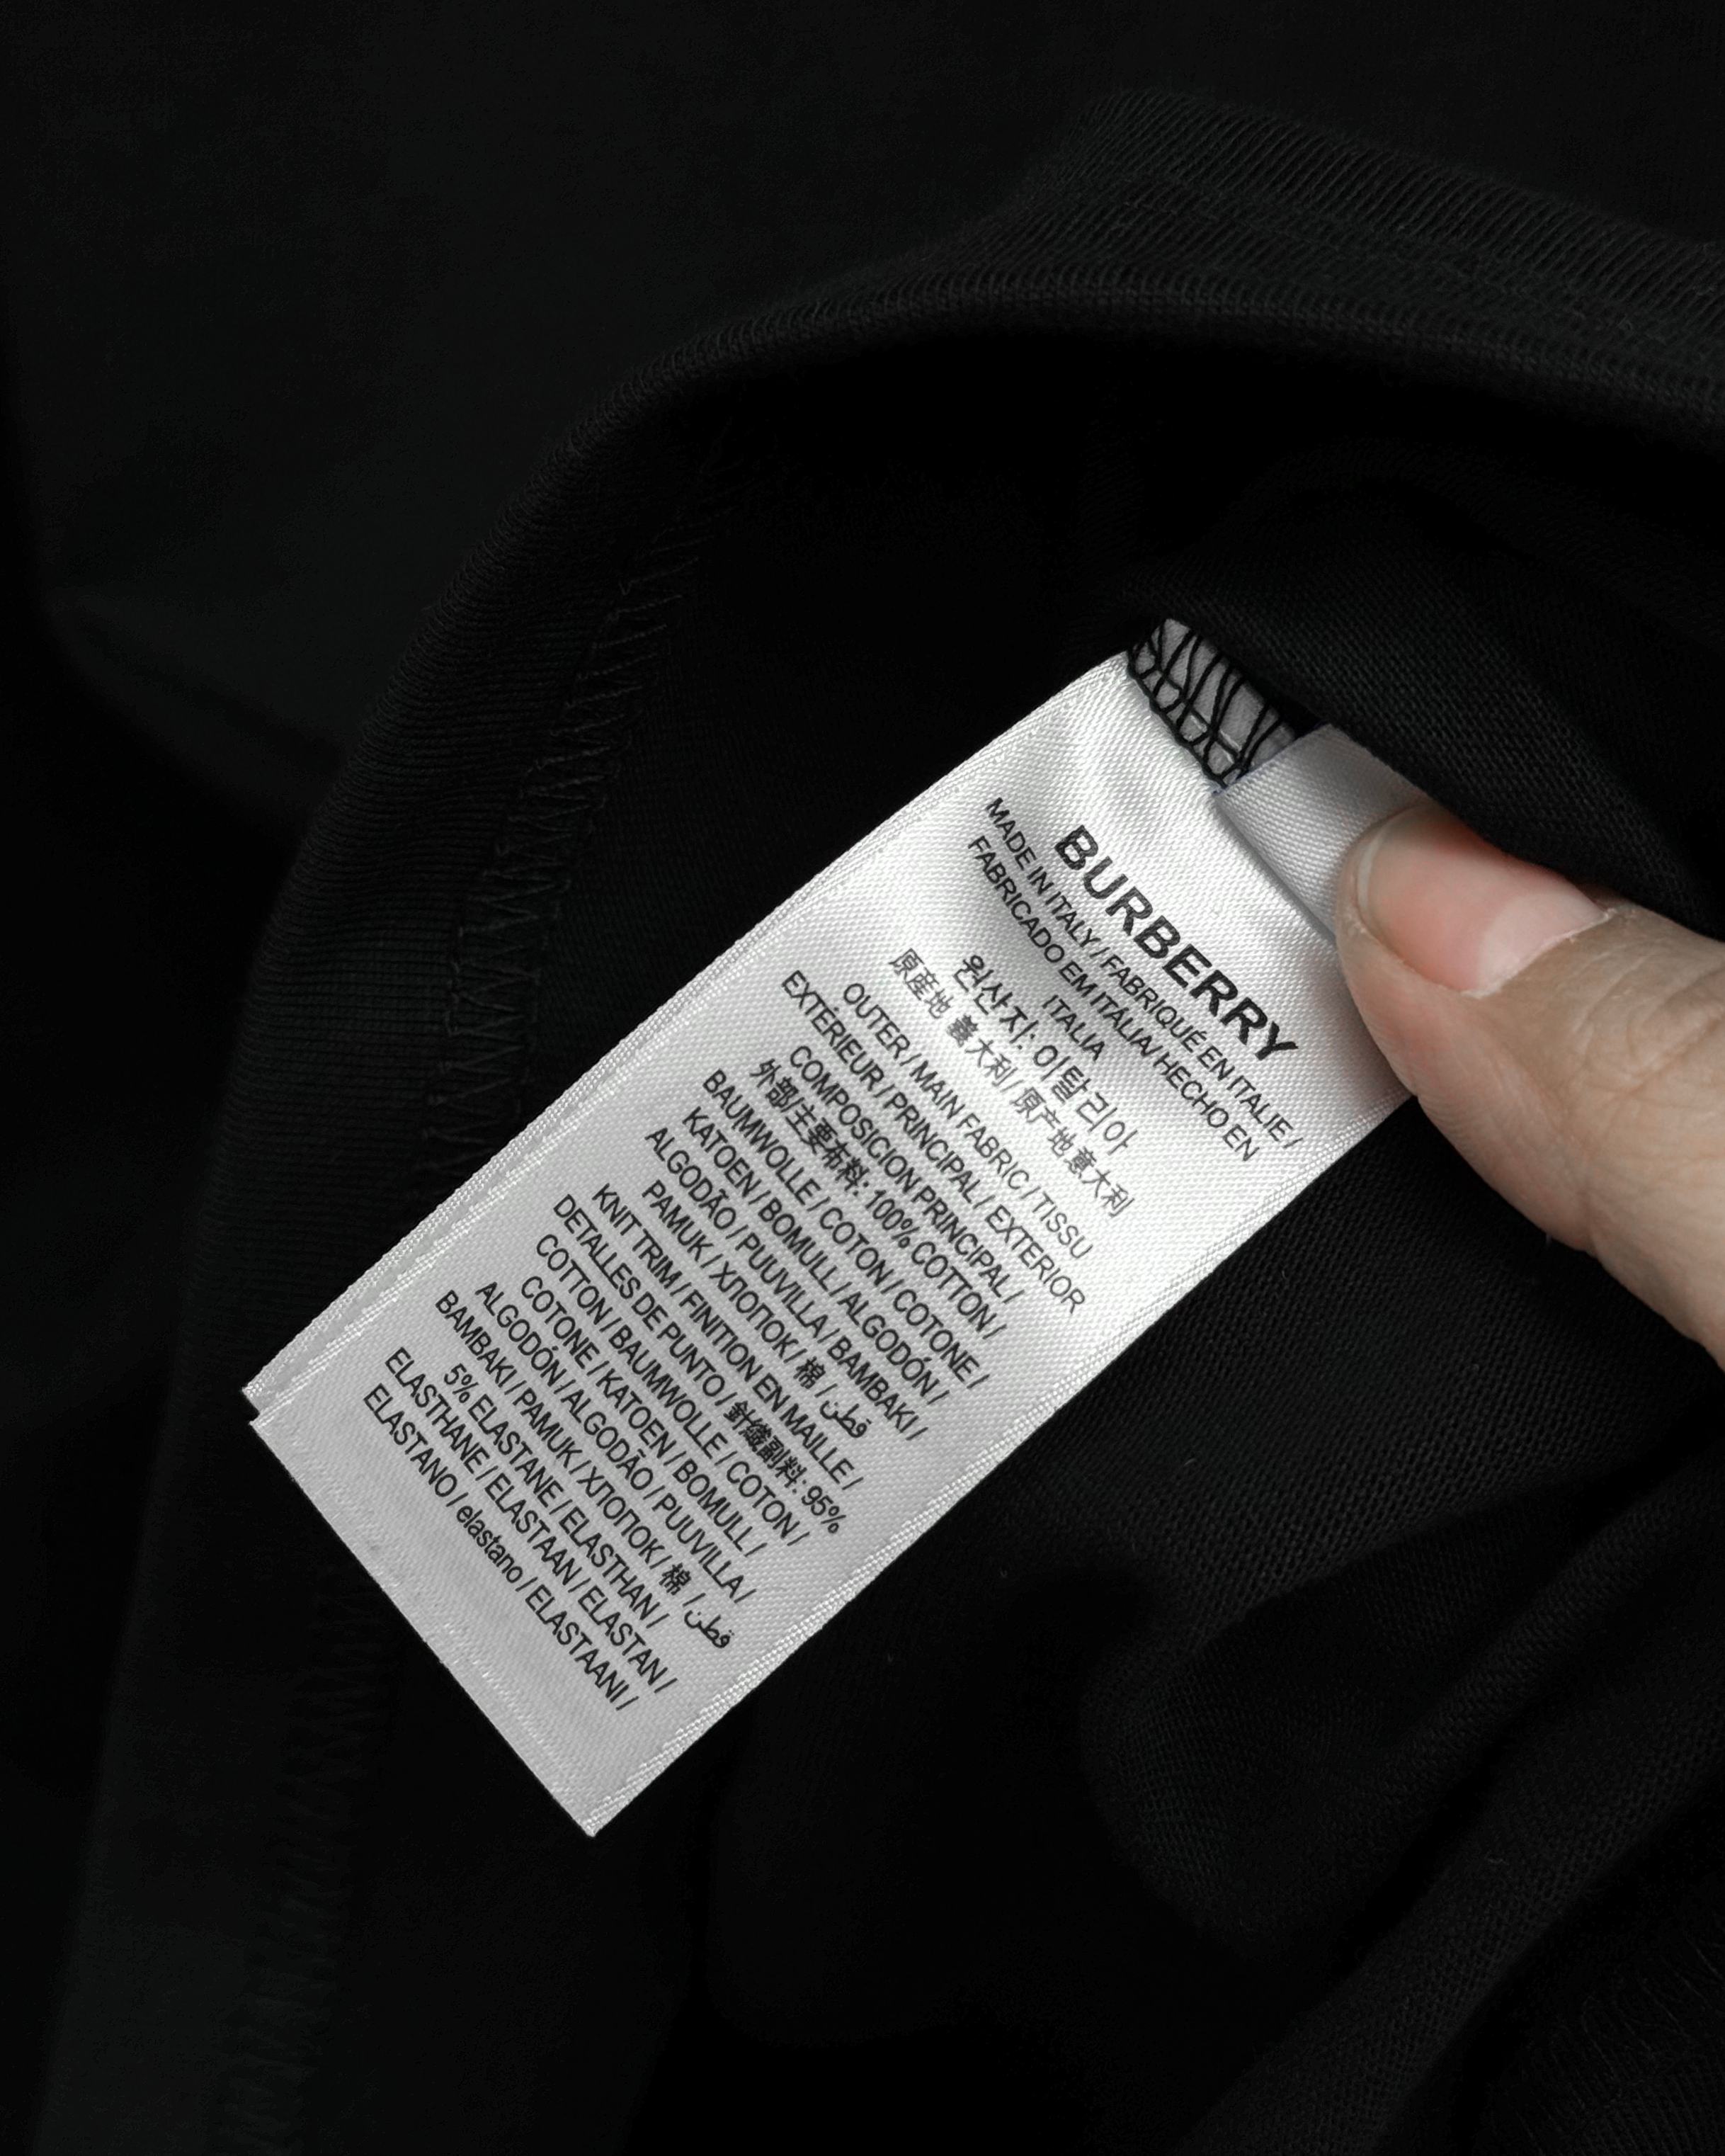 BURBERRY
MADE IN ITALY / FABRIQUÉ EN ITALIE /
FABRICADO EM ITALIA/ HECHO EN
ITALIA
원산지: 이탈리아
原産地 義大利/ 原产地意大利
OUTER / MAIN FABRIC / TISSU
EXTÉRIEUR / PRINCIPAL / EXTERIOR
COMPOSICION PRINCIPAL /
外部/主要布料: 100% COTTON /
BAUMWOLLE / COTON / COTONE /
KATOEN / BOMULL / ALGODÓN /
ALGODÃO / PUUVILLA / BAMBAKI /
PAMUK / ХЛОПОК / 棉 / قطن
KNIT TRIM / FINITION EN MAILLE /
DETALLES DE PUNTO / 針織副料: 95%
COTTON / BAUMWOLLE / COTON /
COTONE / KATOEN / BOMULL /
ALGODÓN / ALGODÃO / PUUVILLA /
BAMBAKI / PAMUK / ХЛОПОК / 棉 / قطن
5% ELASTANE / ELASTHAN /
ELASTHANE / ELASTAAN / ELASTAN /
ELASTANO / elastano / ELASTAANI /